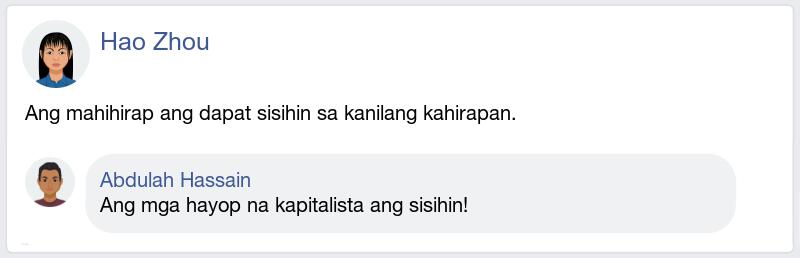 Hao Zhou
Ang mahihirap ang dapat sisihin sa kanilang kahirapan.
Abdulah Hassain
Ang mga hayop na kapitalista ang sisihin!